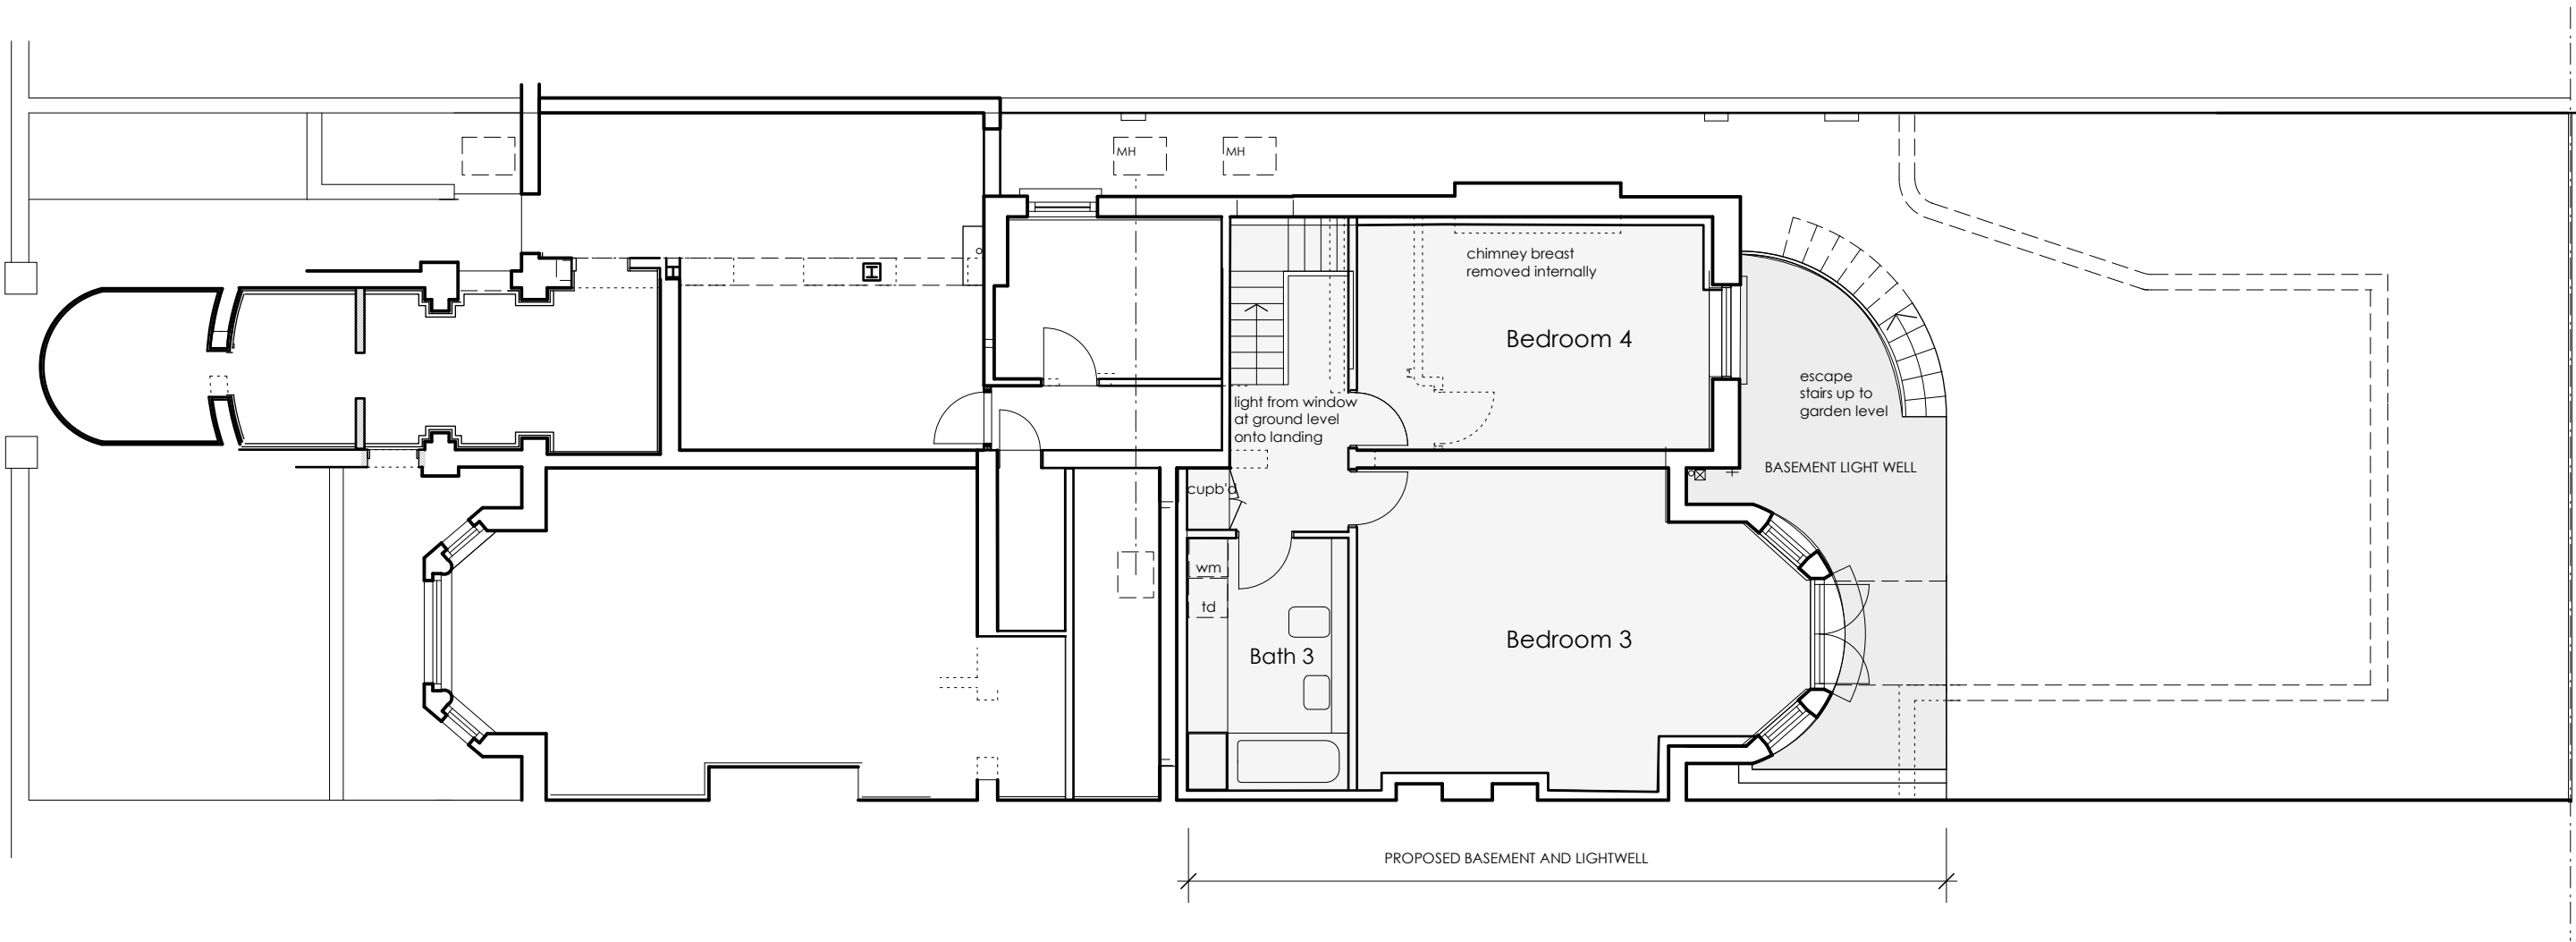 MH
MH
chimney breast
removed internally
Bedroom 4
escape
stairs up to
garden level
light from window
at ground level
onto landing
BASEMENT LIGHT WELL
cupb'd
wm
td
Bath 3
Bedroom 3
PROPOSED BASEMENT AND LIGHTWELL